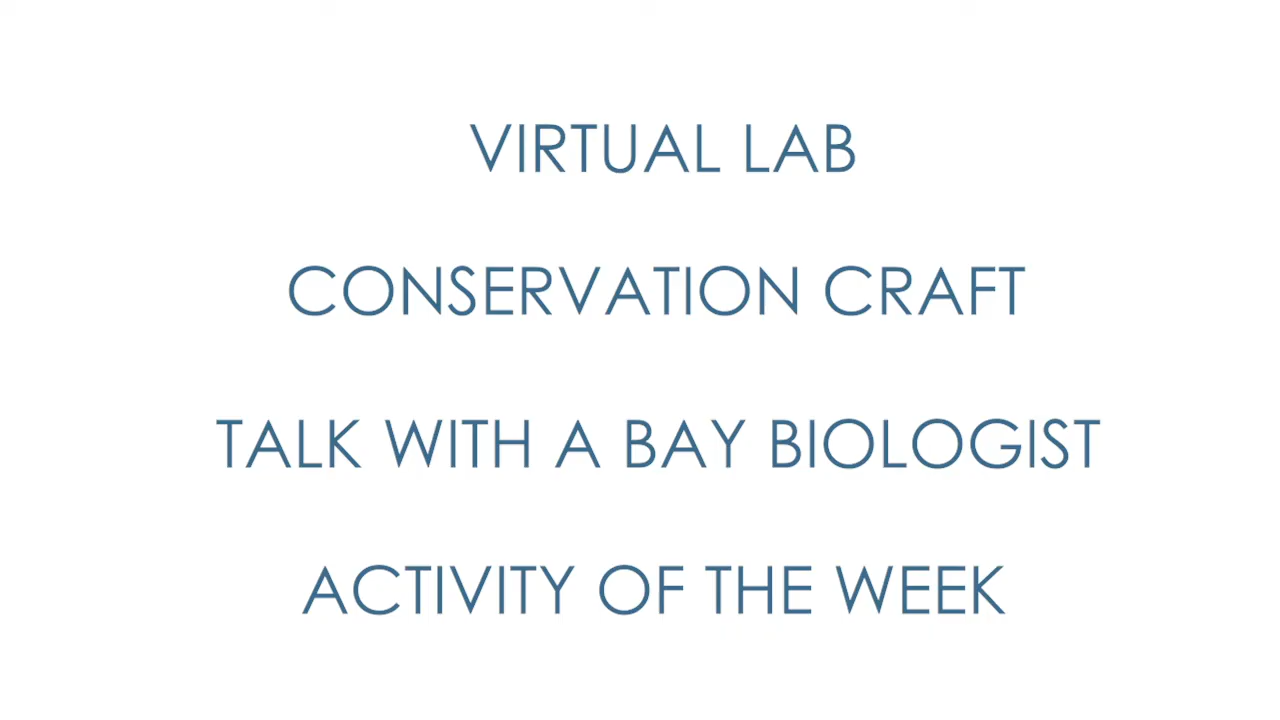 VIRTUAL LAB
CONSERVATION CRAFT
TALK WITH A BAY BIOLOGIST
ACTIVITY OF THE WEEK